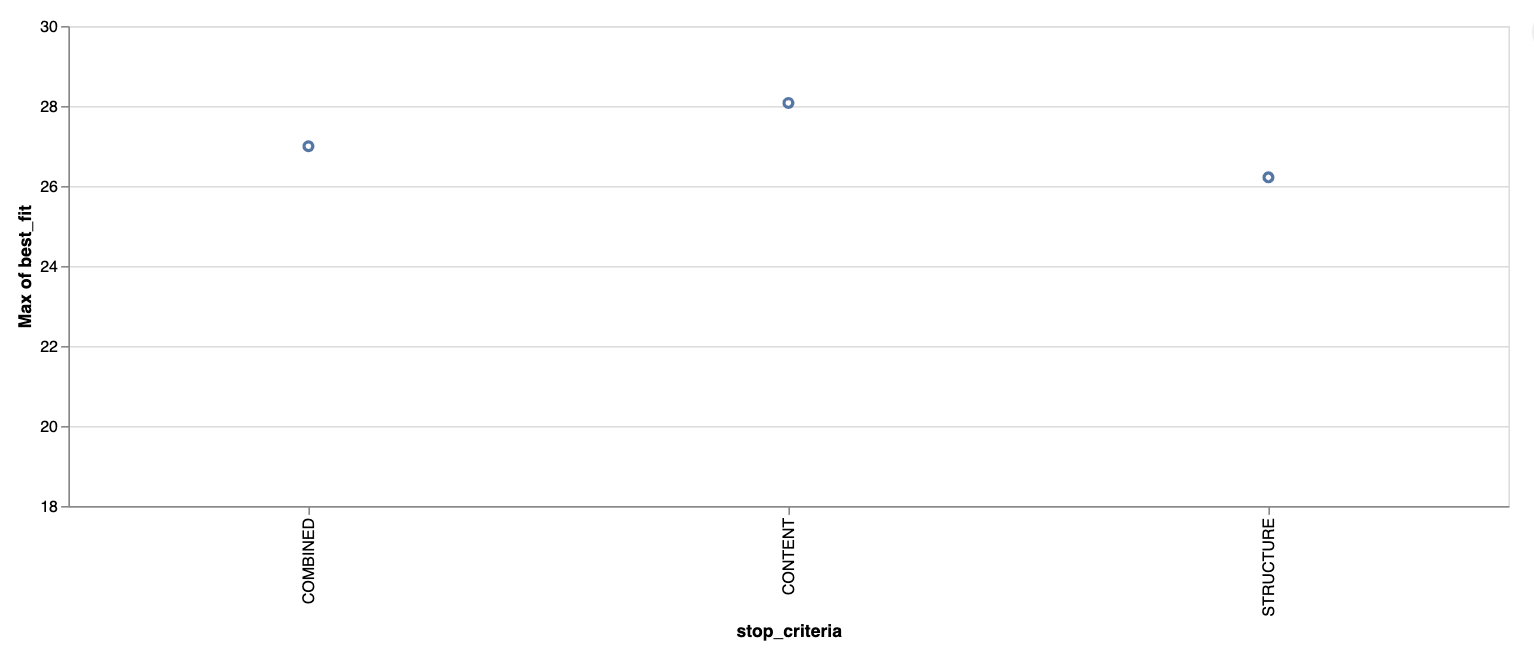 30
28
26
24
22
20
18
Max of best_fit
COMBINED
CONTENT
STRUCTURE
stop_criteria